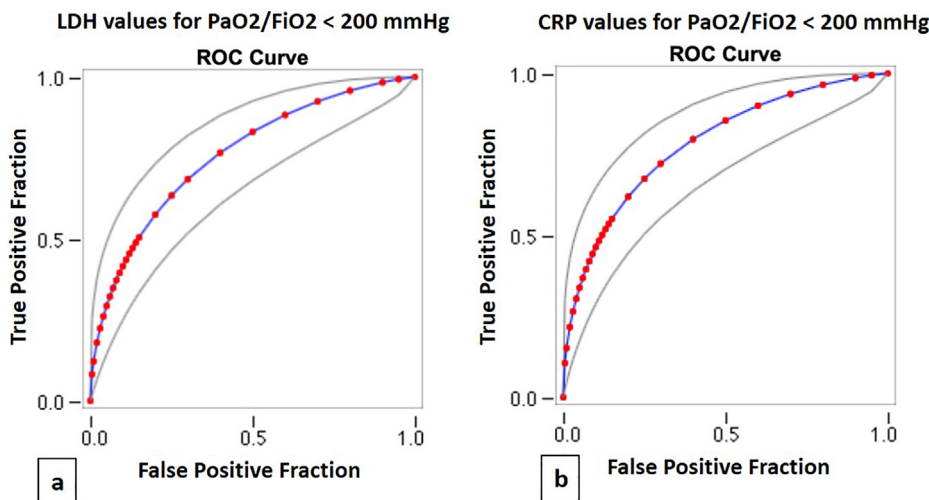 LDH values for PaO2/FiO2 < 200 mmHg
ROC Curve
1.0
0.5
0.0
True Positive Fraction
0.0
0.5
1.0
False Positive Fraction
a
CRP values for PaO2/FiO2 < 200 mmHg
ROC Curve
1.0
0.5
0.0
True Positive Fraction
0.0
0.5
1.0
False Positive Fraction
b